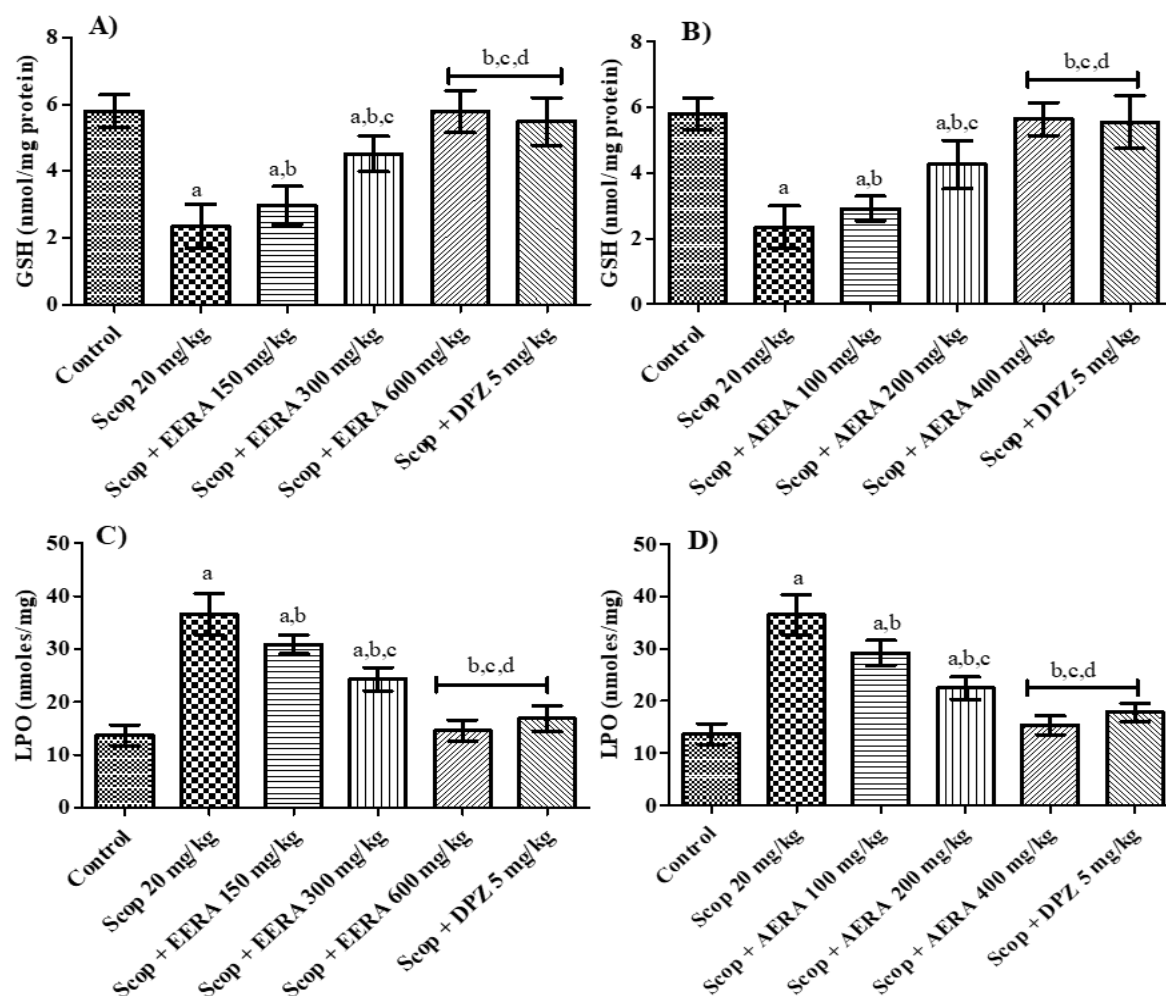 A)
GSH (nmol/mg protein)
8
6
4
2
0
a
a,b
a,b,c
b,c,d
Control
Scop 20 mg/kg
Scop + EERA 150 mg/kg
Scop + EERA 300 mg/kg
Scop + EERA 600 mg/kg
Scop + DPZ 5 mg/kg
B)
GSH (nmol/mg protein)
8
6
4
2
0
a
a,b
a,b,c
b,c,d
Control
Scop 20 mg/kg
Scop + AERA 100 mg/kg
Scop + AERA 200 mg/kg
Scop + AERA 400 mg/kg
Scop + DPZ 5 mg/kg
C)
LPO (nmoles/mg)
50
40
30
20
10
0
a
a,b
a,b,c
b,c,d
Control
Scop 20 mg/kg
Scop + EERA 150 mg/kg
Scop + EERA 300 mg/kg
Scop + EERA 600 mg/kg
Scop + DPZ 5 mg/kg
D)
LPO (nmoles/mg)
50
40
30
20
10
0
a
a,b
a,b,c
b,c,d
Control
Scop 20 mg/kg
Scop + AERA 100 mg/kg
Scop + AERA 200 mg/kg
Scop + AERA 400 mg/kg
Scop + DPZ 5 mg/kg